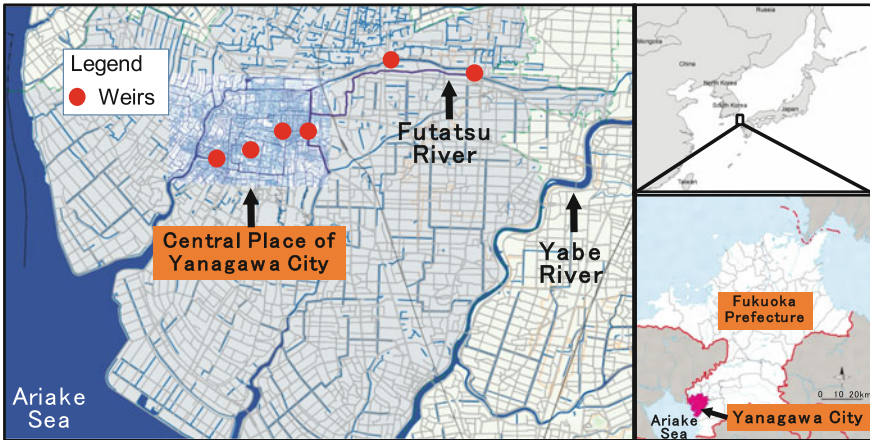 Legend
Weirs
Futatsu
River
Central Place of
Yanagawa City
Yabe
River
Ariake
Sea
Russia
Mongolia
China
North Korea
South Korea
Japan
Taiwan
Fukuoka
Prefecture
0 10 20km
Ariake
Sea
Yanagawa City